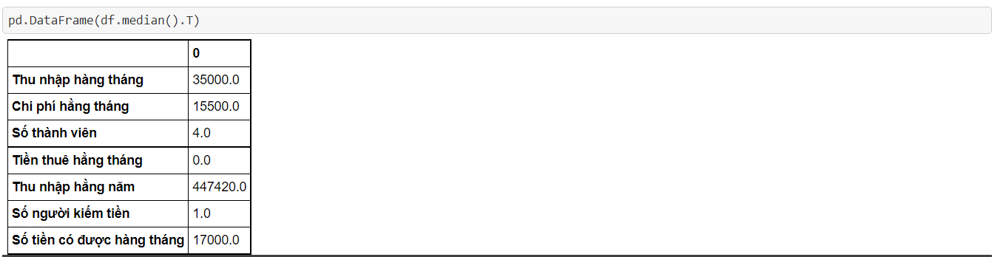 pd.DataFrame(df.median().T)
0
Thu nhập hàng tháng 35000.0
Chi phí hằng tháng 15500.0
Số thành viên 4.0
Tiền thuê hằng tháng 0.0
Thu nhập hằng năm 447420.0
Số người kiếm tiền 1.0
Số tiền có được hàng tháng 17000.0